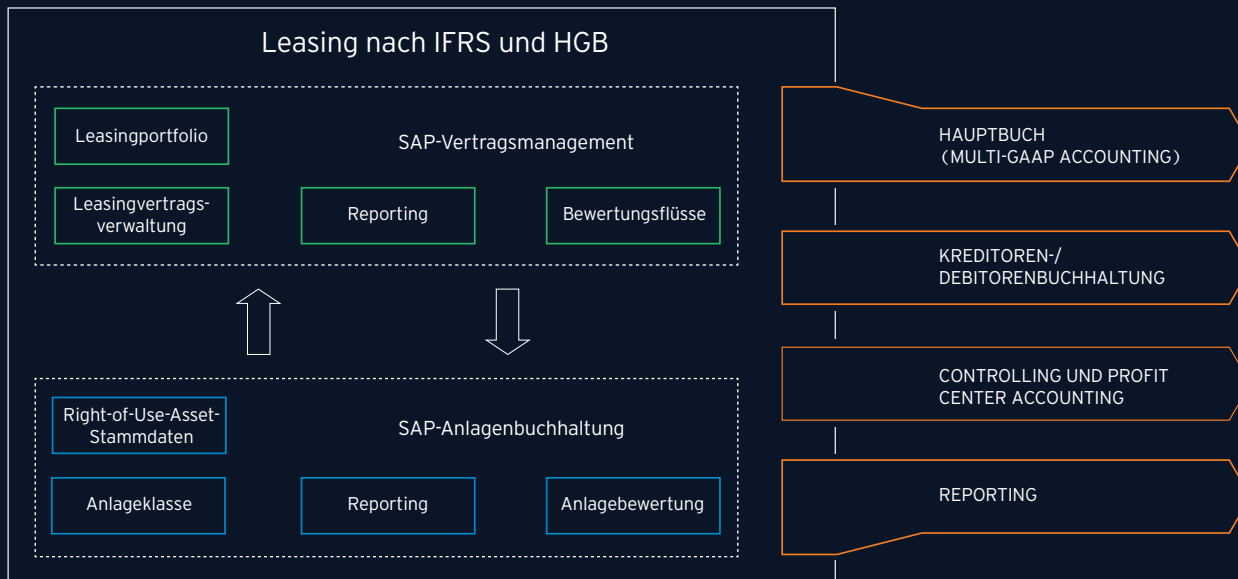 Leasing nach IFRS und HGB
Leasingportfolio
SAP-Vertragsmanagement
Leasingvertrags-
verwaltung
Reporting
Bewertungsflüsse
Right-of-Use-Asset-
Stammdaten
SAP-Anlagenbuchhaltung
Anlageklasse
Reporting
Anlagebewertung
HAUPTBUCH
(MULTI-GAAP ACCOUNTING)
KREDITOREN-/
DEBITORENBUCHHALTUNG
CONTROLLING UND PROFIT
CENTER ACCOUNTING
REPORTING